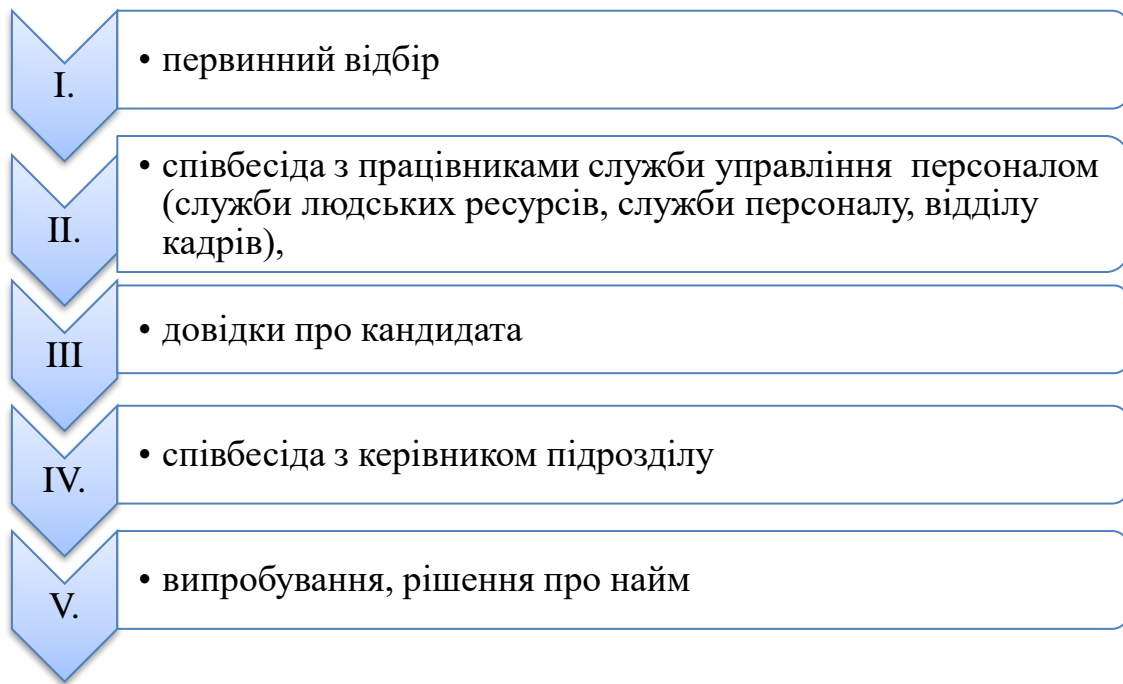 I.
• первинний відбір
II.
• співбесіда з працівниками служби управління персоналом
(служби людських ресурсів, служби персоналу, відділу
кадрів),
III
• довідки про кандидата
IV.
• співбесіда з керівником підрозділу
V.
• випробування, рішення про найм